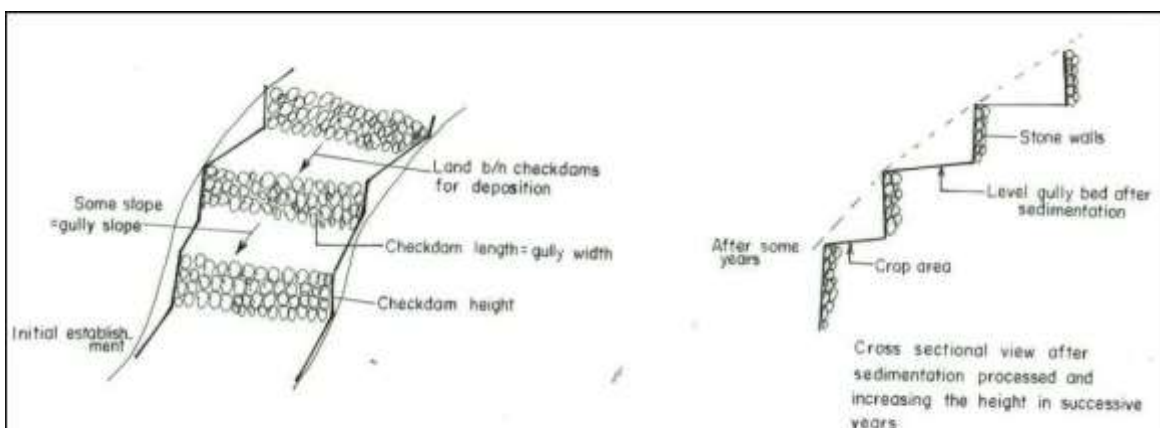 Land b/n checkdams
for deposition
Some slope
=gully slope
Checkdam length=gully width
Checkdam height
Initial establish-
ment
Stone walls
Level gully bed after
sedimentation
After some
years
Crop area
Cross sectional view after
sedimentation processed and
increasing the height in successive
years